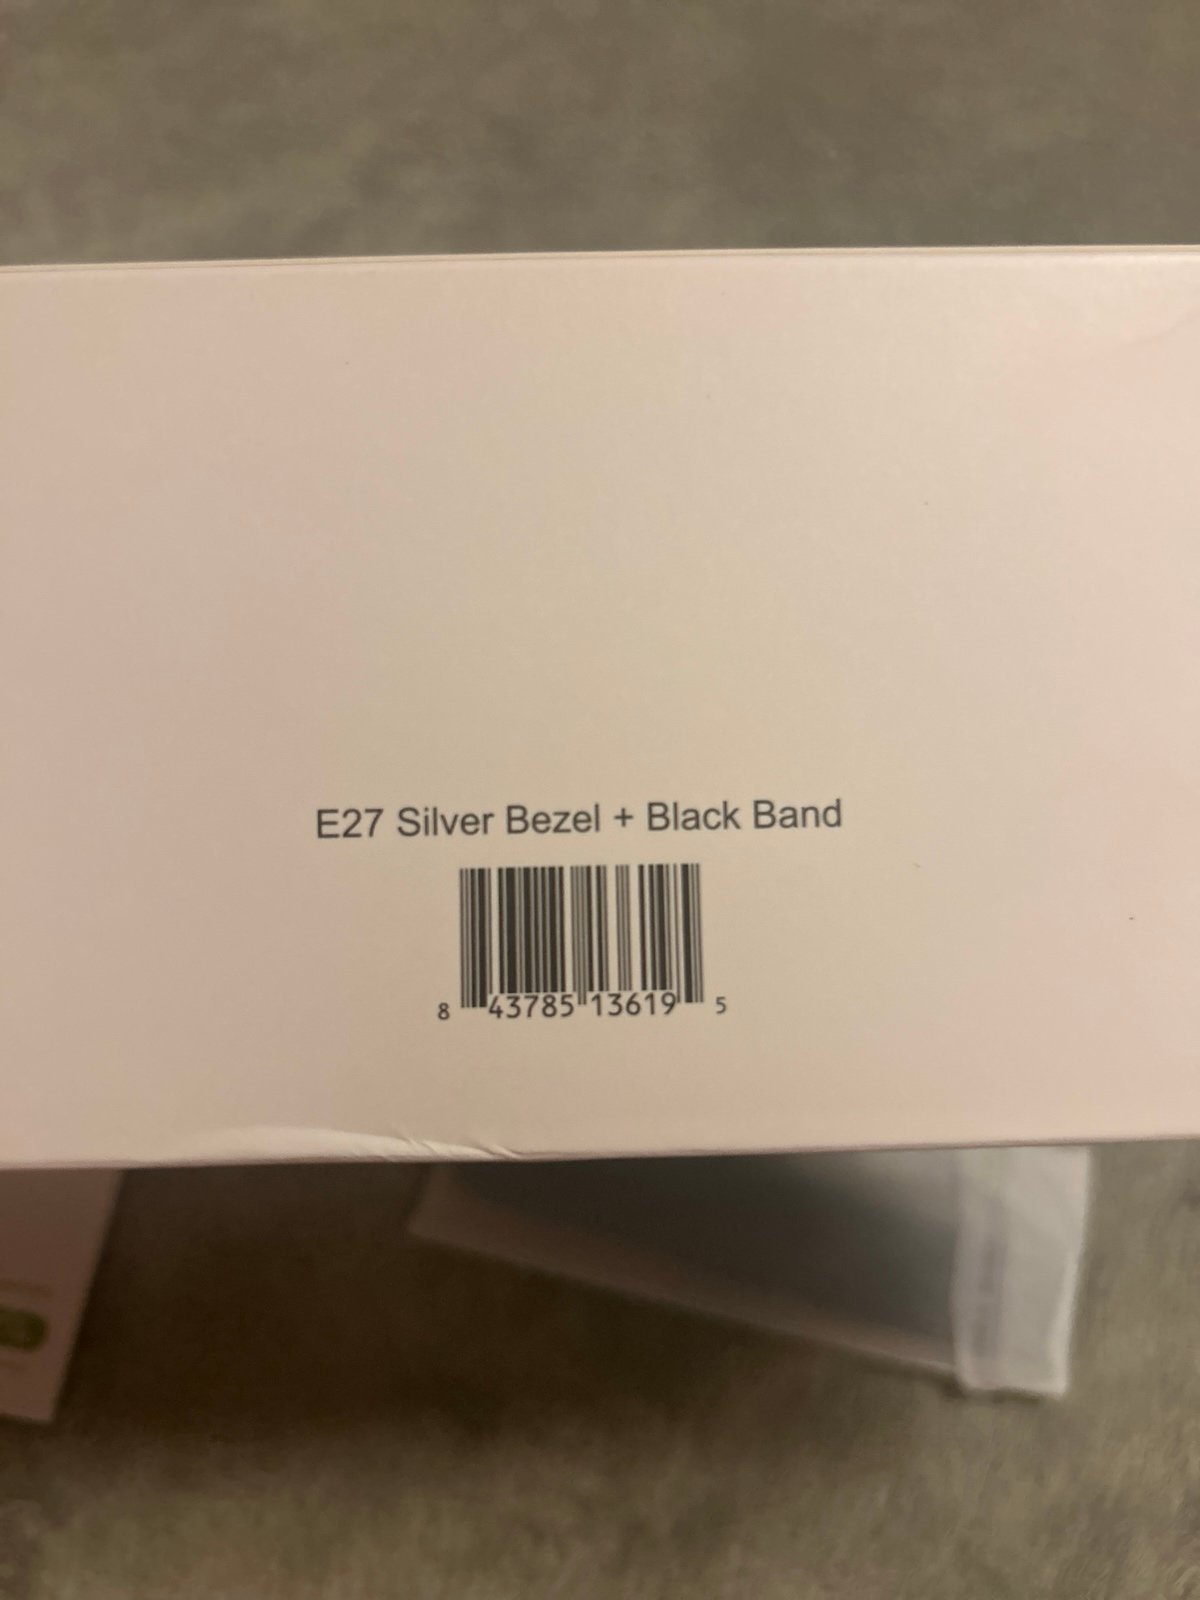 E27 Silver Bezel + Black Band
8 43785 13619 5